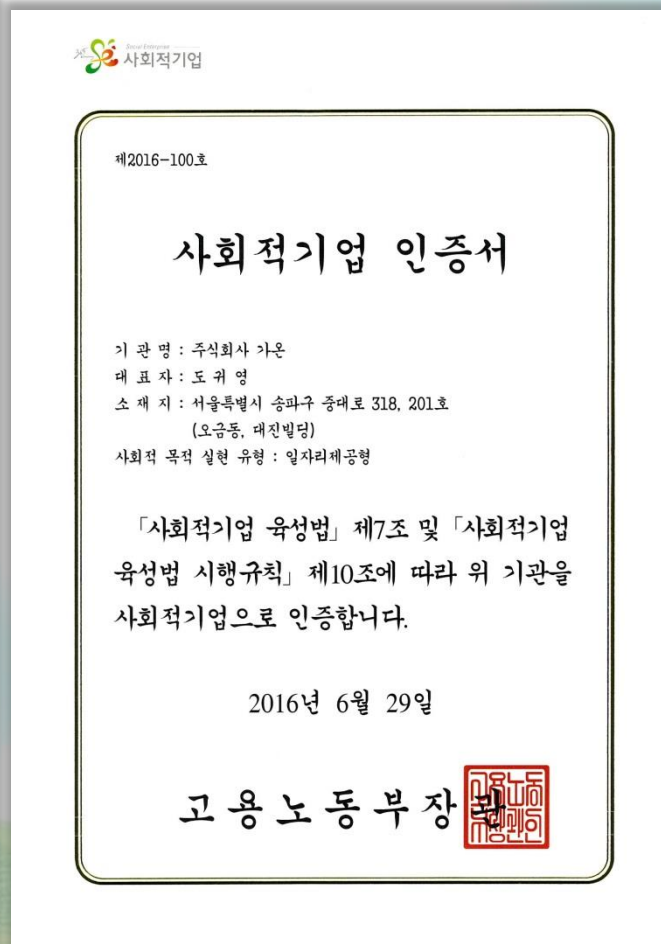 Social Enterprise
사회적기업
제2016-100호
사회적기업 인증서
기 관 명 : 주식회사 가온
대 표 자 : 도 귀 영
소 재 지 : 서울특별시 송파구 중대로 318, 201호
(오금동, 대진빌딩)
사회적 목적 실현 유형 : 일자리제공형
「사회적기업 육성법」 제7조 및 「사회적기업
육성법 시행규칙」 제10조에 따라 위 기관을
사회적기업으로 인증합니다.
2016년 6월 29일
고용노동부장관